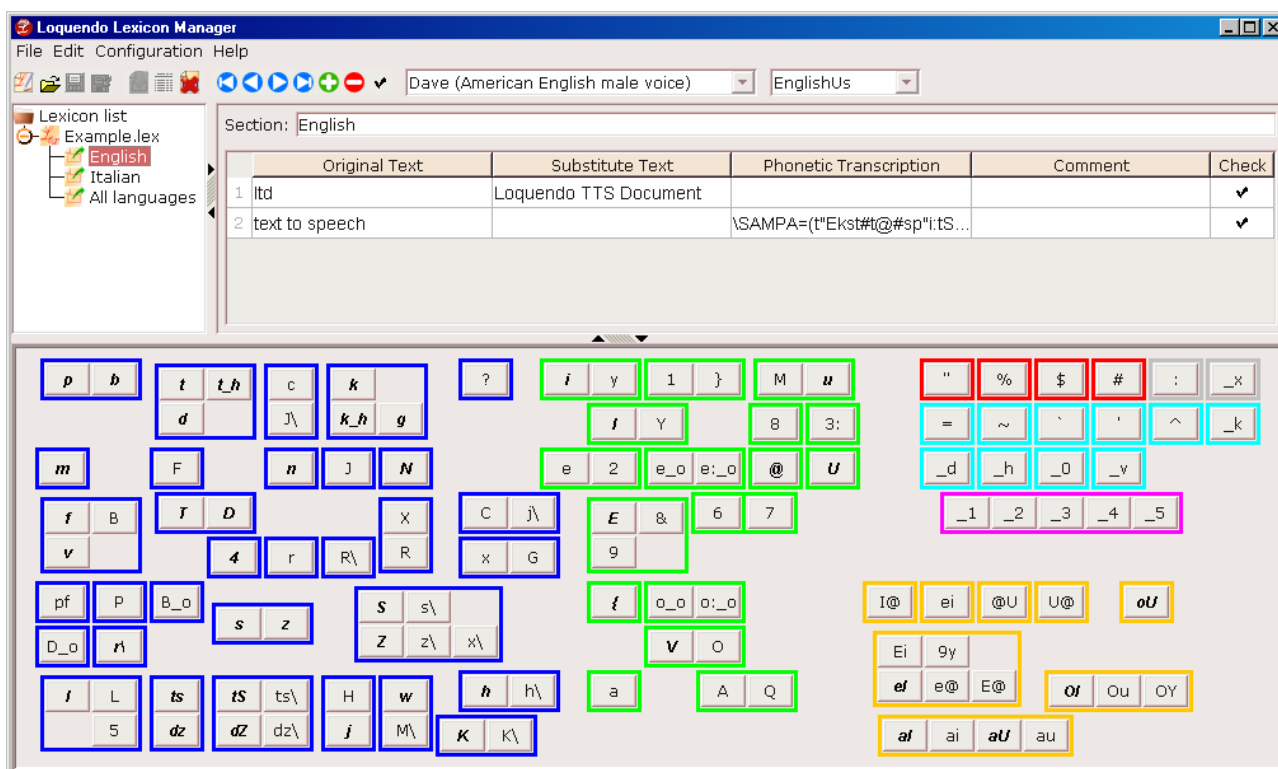 Loquendo Lexicon Manager
File Edit Configuration Help
Dave (American English male voice) EnglishUs
Lexicon list
Example.lex
English
Italian
All languages
Section: English
Original Text Substitute Text Phonetic Transcription Comment Check
1 ltd Loquendo TTS Document ✔
2 text to speech \SAMPA=(t"Ekst#t@#sp"i:tS... ✔
p b t t_h c k ? i y 1 } M u " % $ # : _x
d J\ k_h g I Y 8 3: = ~ ` ' ^ _k
m F n J N e 2 e_o e:_o @ U _d _h _0 _v
f B T D X C j\ E & 6 7 _1 _2 _3 _4 _5
v 4 r R\ R x G 9
pf P B_o S s\ { o_o o:_o I@ ei @U U@ oU
D_o r\ s z Z z\ x\ V O Ei 9y
l L ts tS ts\ H w h h\ a A Q eI e@ E@ OI Ou OY
5 dz dZ dz\ j M\ K K\ aI ai aU au